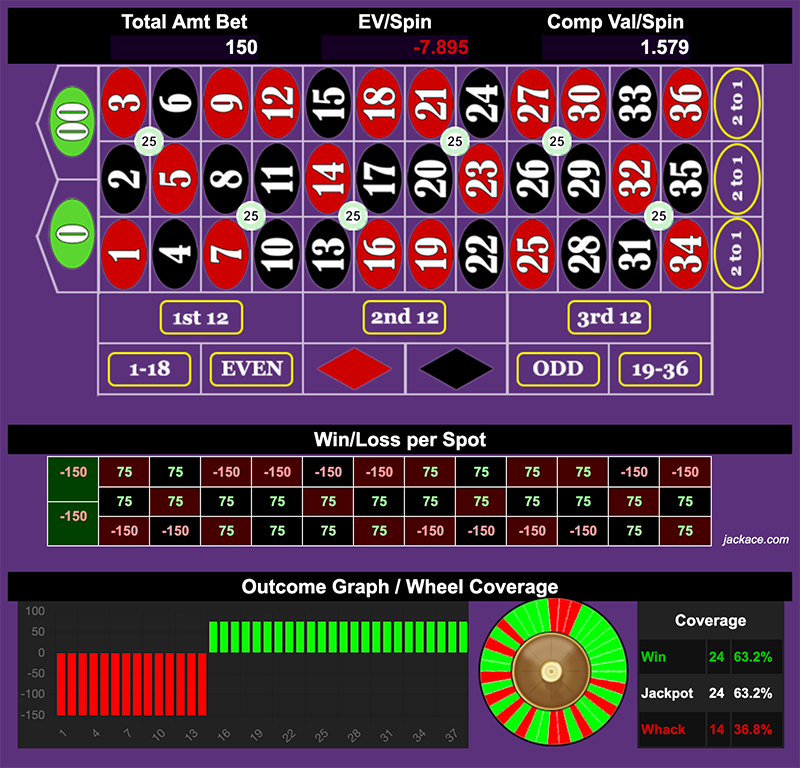 Total Amt Bet EV/Spin Comp Val/Spin
150 -7.895 1.579
00 3 6 9 12 15 18 21 24 27 30 33 36 2 to 1
25 25 25
2 5 8 11 14 17 20 23 26 29 32 35 2 to 1
25 25 25
0 1 4 7 10 13 16 19 22 25 28 31 34 2 to 1
1st 12 2nd 12 3rd 12
1-18 EVEN ODD 19-36
Win/Loss per Spot
-150 75 75 -150 -150 -150 -150 75 75 75 75 -150 -150
75 75 75 75 75 75 75 75 75 75 75 75
-150 -150 -150 75 75 75 75 -150 -150 -150 -150 75 75
jackace.com
Outcome Graph / Wheel Coverage
100
50
0
-50
-100
-150
1 4 7 10 13 16 19 22 25 28 31 34 37
Coverage
Win 24 63.2%
Jackpot 24 63.2%
Whack 14 36.8%